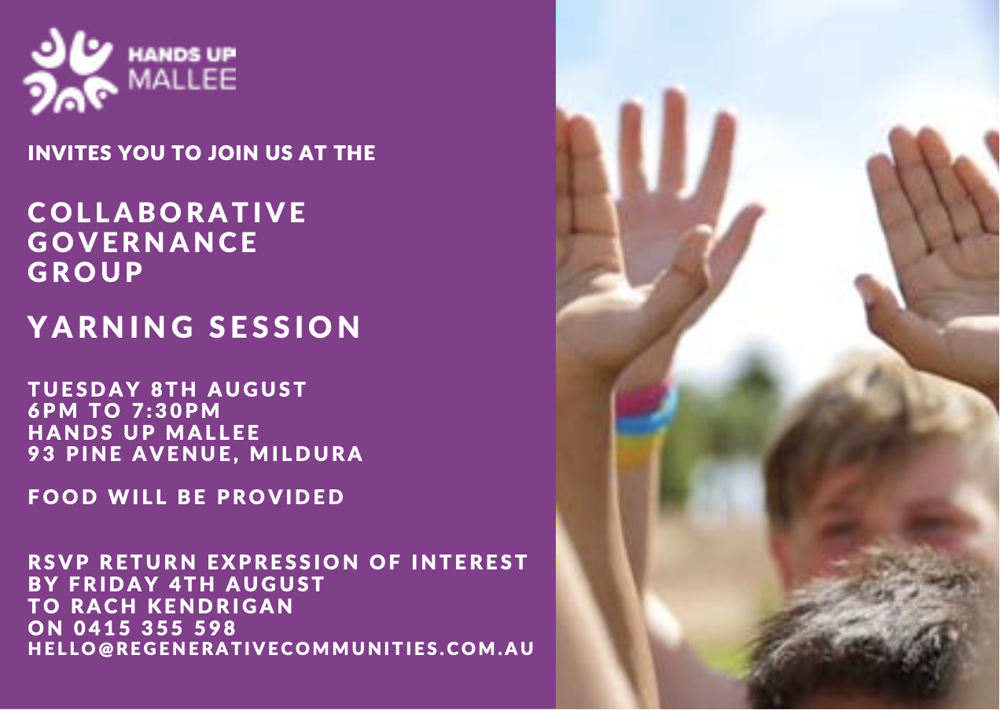 HANDS UP
MALLEE
INVITES YOU TO JOIN US AT THE
COLLABORATIVE
GOVERNANCE
GROUP
YARNING SESSION
TUESDAY 8TH AUGUST
6PM TO 7:30PM
HANDS UP MALLEE
93 PINE AVENUE, MILDURA
FOOD WILL BE PROVIDED
RSVP RETURN EXPRESSION OF INTEREST
BY FRIDAY 4TH AUGUST
TO RACH KENDRIGAN
ON 0415 355 598
HELLO@REGENERATIVECOMMUNITIES.COM.AU